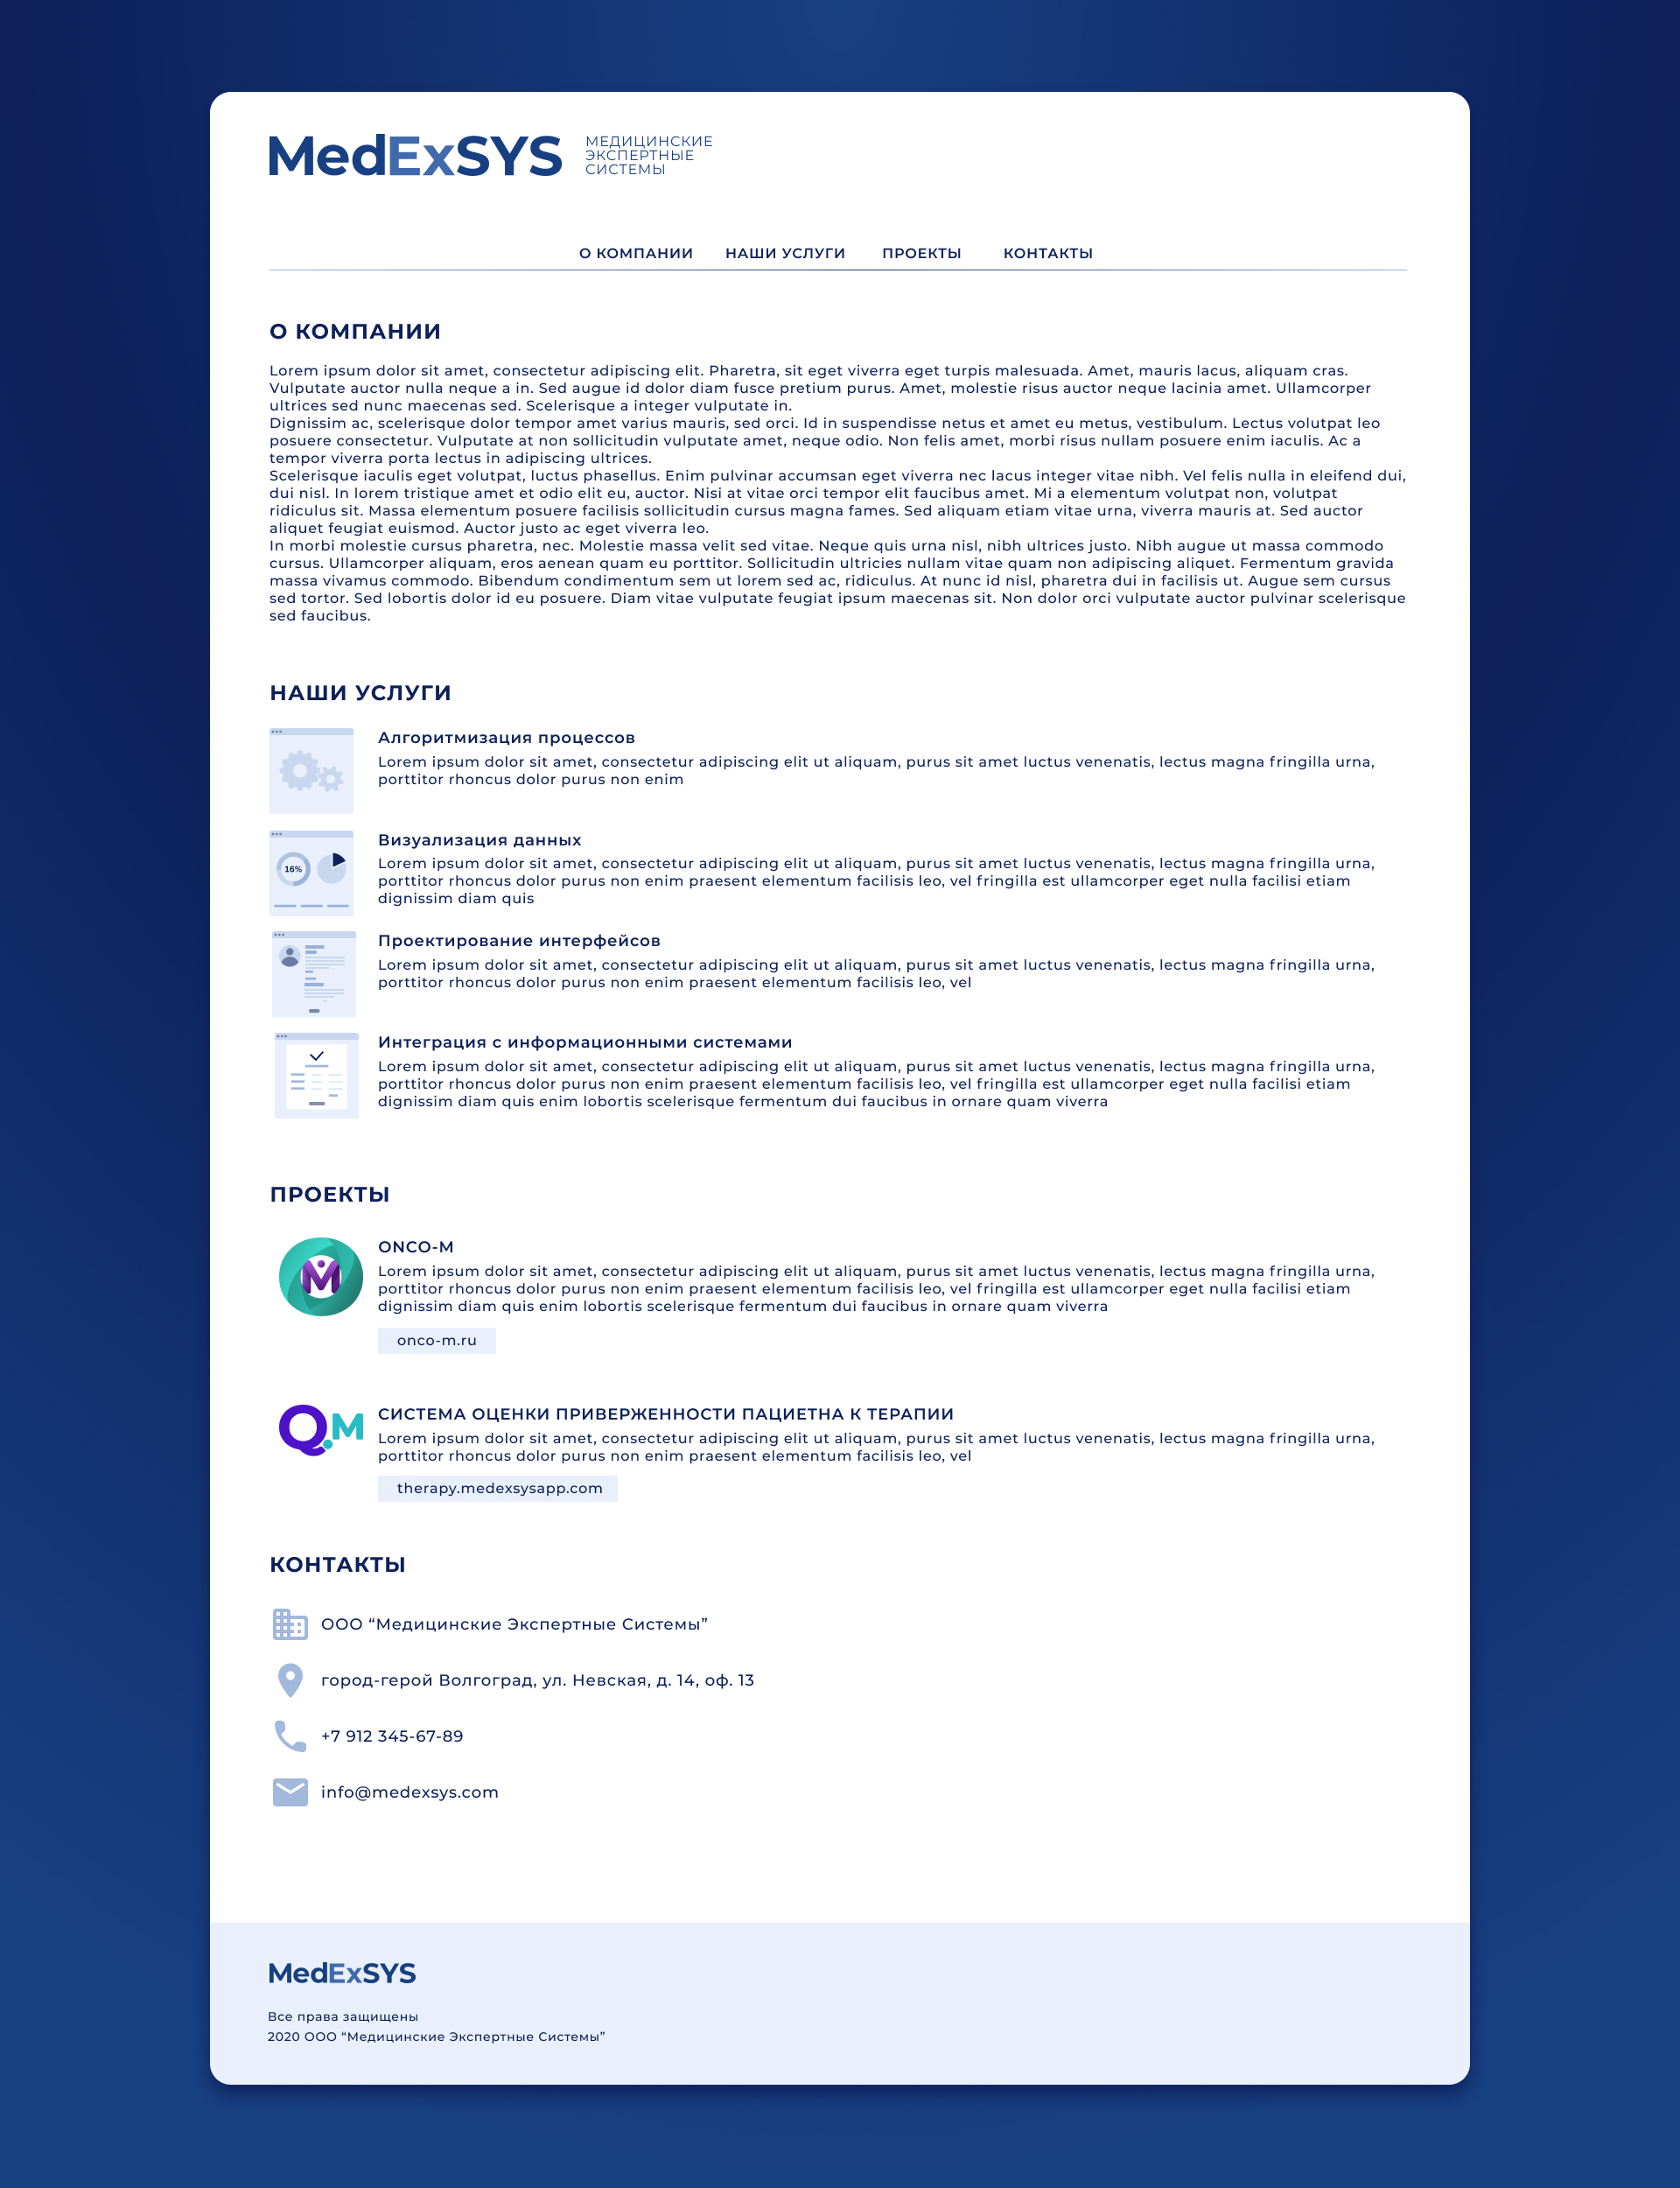 MedExSYS
МЕДИЦИНСКИЕ
ЭКСПЕРТНЫЕ
СИСТЕМЫ
О КОМПАНИИ НАШИ УСЛУГИ ПРОЕКТЫ КОНТАКТЫ
О КОМПАНИИ
Lorem ipsum dolor sit amet, consectetur adipiscing elit. Pharetra, sit eget viverra eget turpis malesuada. Amet, mauris lacus, aliquam cras.
Vulputate auctor nulla neque a in. Sed augue id dolor diam fusce pretium purus. Amet, molestie risus auctor neque lacinia amet. Ullamcorper
ultrices sed nunc maecenas sed. Scelerisque a integer vulputate in.
Dignissim ac, scelerisque dolor tempor amet varius mauris, sed orci. Id in suspendisse netus et amet eu metus, vestibulum. Lectus volutpat leo
posuere consectetur. Vulputate at non sollicitudin vulputate amet, neque odio. Non felis amet, morbi risus nullam posuere enim iaculis. Ac a
tempor viverra porta lectus in adipiscing ultrices.
Scelerisque iaculis eget volutpat, luctus phasellus. Enim pulvinar accumsan eget viverra nec lacus integer vitae nibh. Vel felis nulla in eleifend dui,
dui nisl. In lorem tristique amet et odio elit eu, auctor. Nisi at vitae orci tempor elit faucibus amet. Mi a elementum volutpat non, volutpat
ridiculus sit. Massa elementum posuere facilisis sollicitudin cursus magna fames. Sed aliquam etiam vitae urna, viverra mauris at. Sed auctor
aliquet feugiat euismod. Auctor justo ac eget viverra leo.
In morbi molestie cursus pharetra, nec. Molestie massa velit sed vitae. Neque quis urna nisl, nibh ultrices justo. Nibh augue ut massa commodo
cursus. Ullamcorper aliquam, eros aenean quam eu porttitor. Sollicitudin ultricies nullam vitae quam non adipiscing aliquet. Fermentum gravida
massa vivamus commodo. Bibendum condimentum sem ut lorem sed ac, ridiculus. At nunc id nisl, pharetra dui in facilisis ut. Augue sem cursus
sed tortor. Sed lobortis dolor id eu posuere. Diam vitae vulputate feugiat ipsum maecenas sit. Non dolor orci vulputate auctor pulvinar scelerisque
sed faucibus.
НАШИ УСЛУГИ
Алгоритмизация процессов
Lorem ipsum dolor sit amet, consectetur adipiscing elit ut aliquam, purus sit amet luctus venenatis, lectus magna fringilla urna,
porttitor rhoncus dolor purus non enim
16%
Визуализация данных
Lorem ipsum dolor sit amet, consectetur adipiscing elit ut aliquam, purus sit amet luctus venenatis, lectus magna fringilla urna,
porttitor rhoncus dolor purus non enim praesent elementum facilisis leo, vel fringilla est ullamcorper eget nulla facilisi etiam
dignissim diam quis
Проектирование интерфейсов
Lorem ipsum dolor sit amet, consectetur adipiscing elit ut aliquam, purus sit amet luctus venenatis, lectus magna fringilla urna,
porttitor rhoncus dolor purus non enim praesent elementum facilisis leo, vel
Интеграция с информационными системами
Lorem ipsum dolor sit amet, consectetur adipiscing elit ut aliquam, purus sit amet luctus venenatis, lectus magna fringilla urna,
porttitor rhoncus dolor purus non enim praesent elementum facilisis leo, vel fringilla est ullamcorper eget nulla facilisi etiam
dignissim diam quis enim lobortis scelerisque fermentum dui faucibus in ornare quam viverra
ПРОЕКТЫ
M
ONCO-M
Lorem ipsum dolor sit amet, consectetur adipiscing elit ut aliquam, purus sit amet luctus venenatis, lectus magna fringilla urna,
porttitor rhoncus dolor purus non enim praesent elementum facilisis leo, vel fringilla est ullamcorper eget nulla facilisi etiam
dignissim diam quis enim lobortis scelerisque fermentum dui faucibus in ornare quam viverra
onco-m.ru
Q.M
СИСТЕМА ОЦЕНКИ ПРИВЕРЖЕННОСТИ ПАЦИЕТНА К ТЕРАПИИ
Lorem ipsum dolor sit amet, consectetur adipiscing elit ut aliquam, purus sit amet luctus venenatis, lectus magna fringilla urna,
porttitor rhoncus dolor purus non enim praesent elementum facilisis leo, vel
therapy.medexsysapp.com
КОНТАКТЫ
ООО “Медицинские Экспертные Системы”
город-герой Волгоград, ул. Невская, д. 14, оф. 13
+7 912 345-67-89
info@medexsys.com
MedExSYS
Все права защищены
2020 ООО “Медицинские Экспертные Системы”